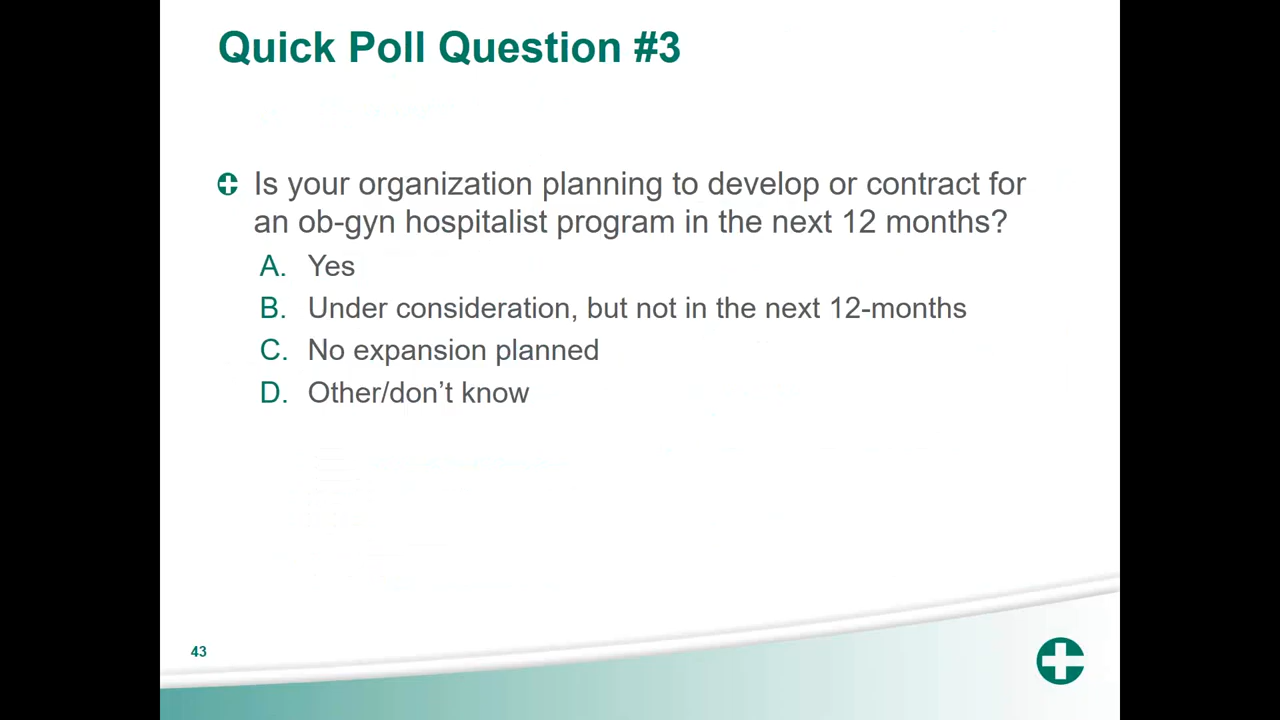 Quick Poll Question #3
Is your organization planning to develop or contract for
an ob-gyn hospitalist program in the next 12 months?
A. Yes
B. Under consideration, but not in the next 12-months
C. No expansion planned
D. Other/don’t know
43